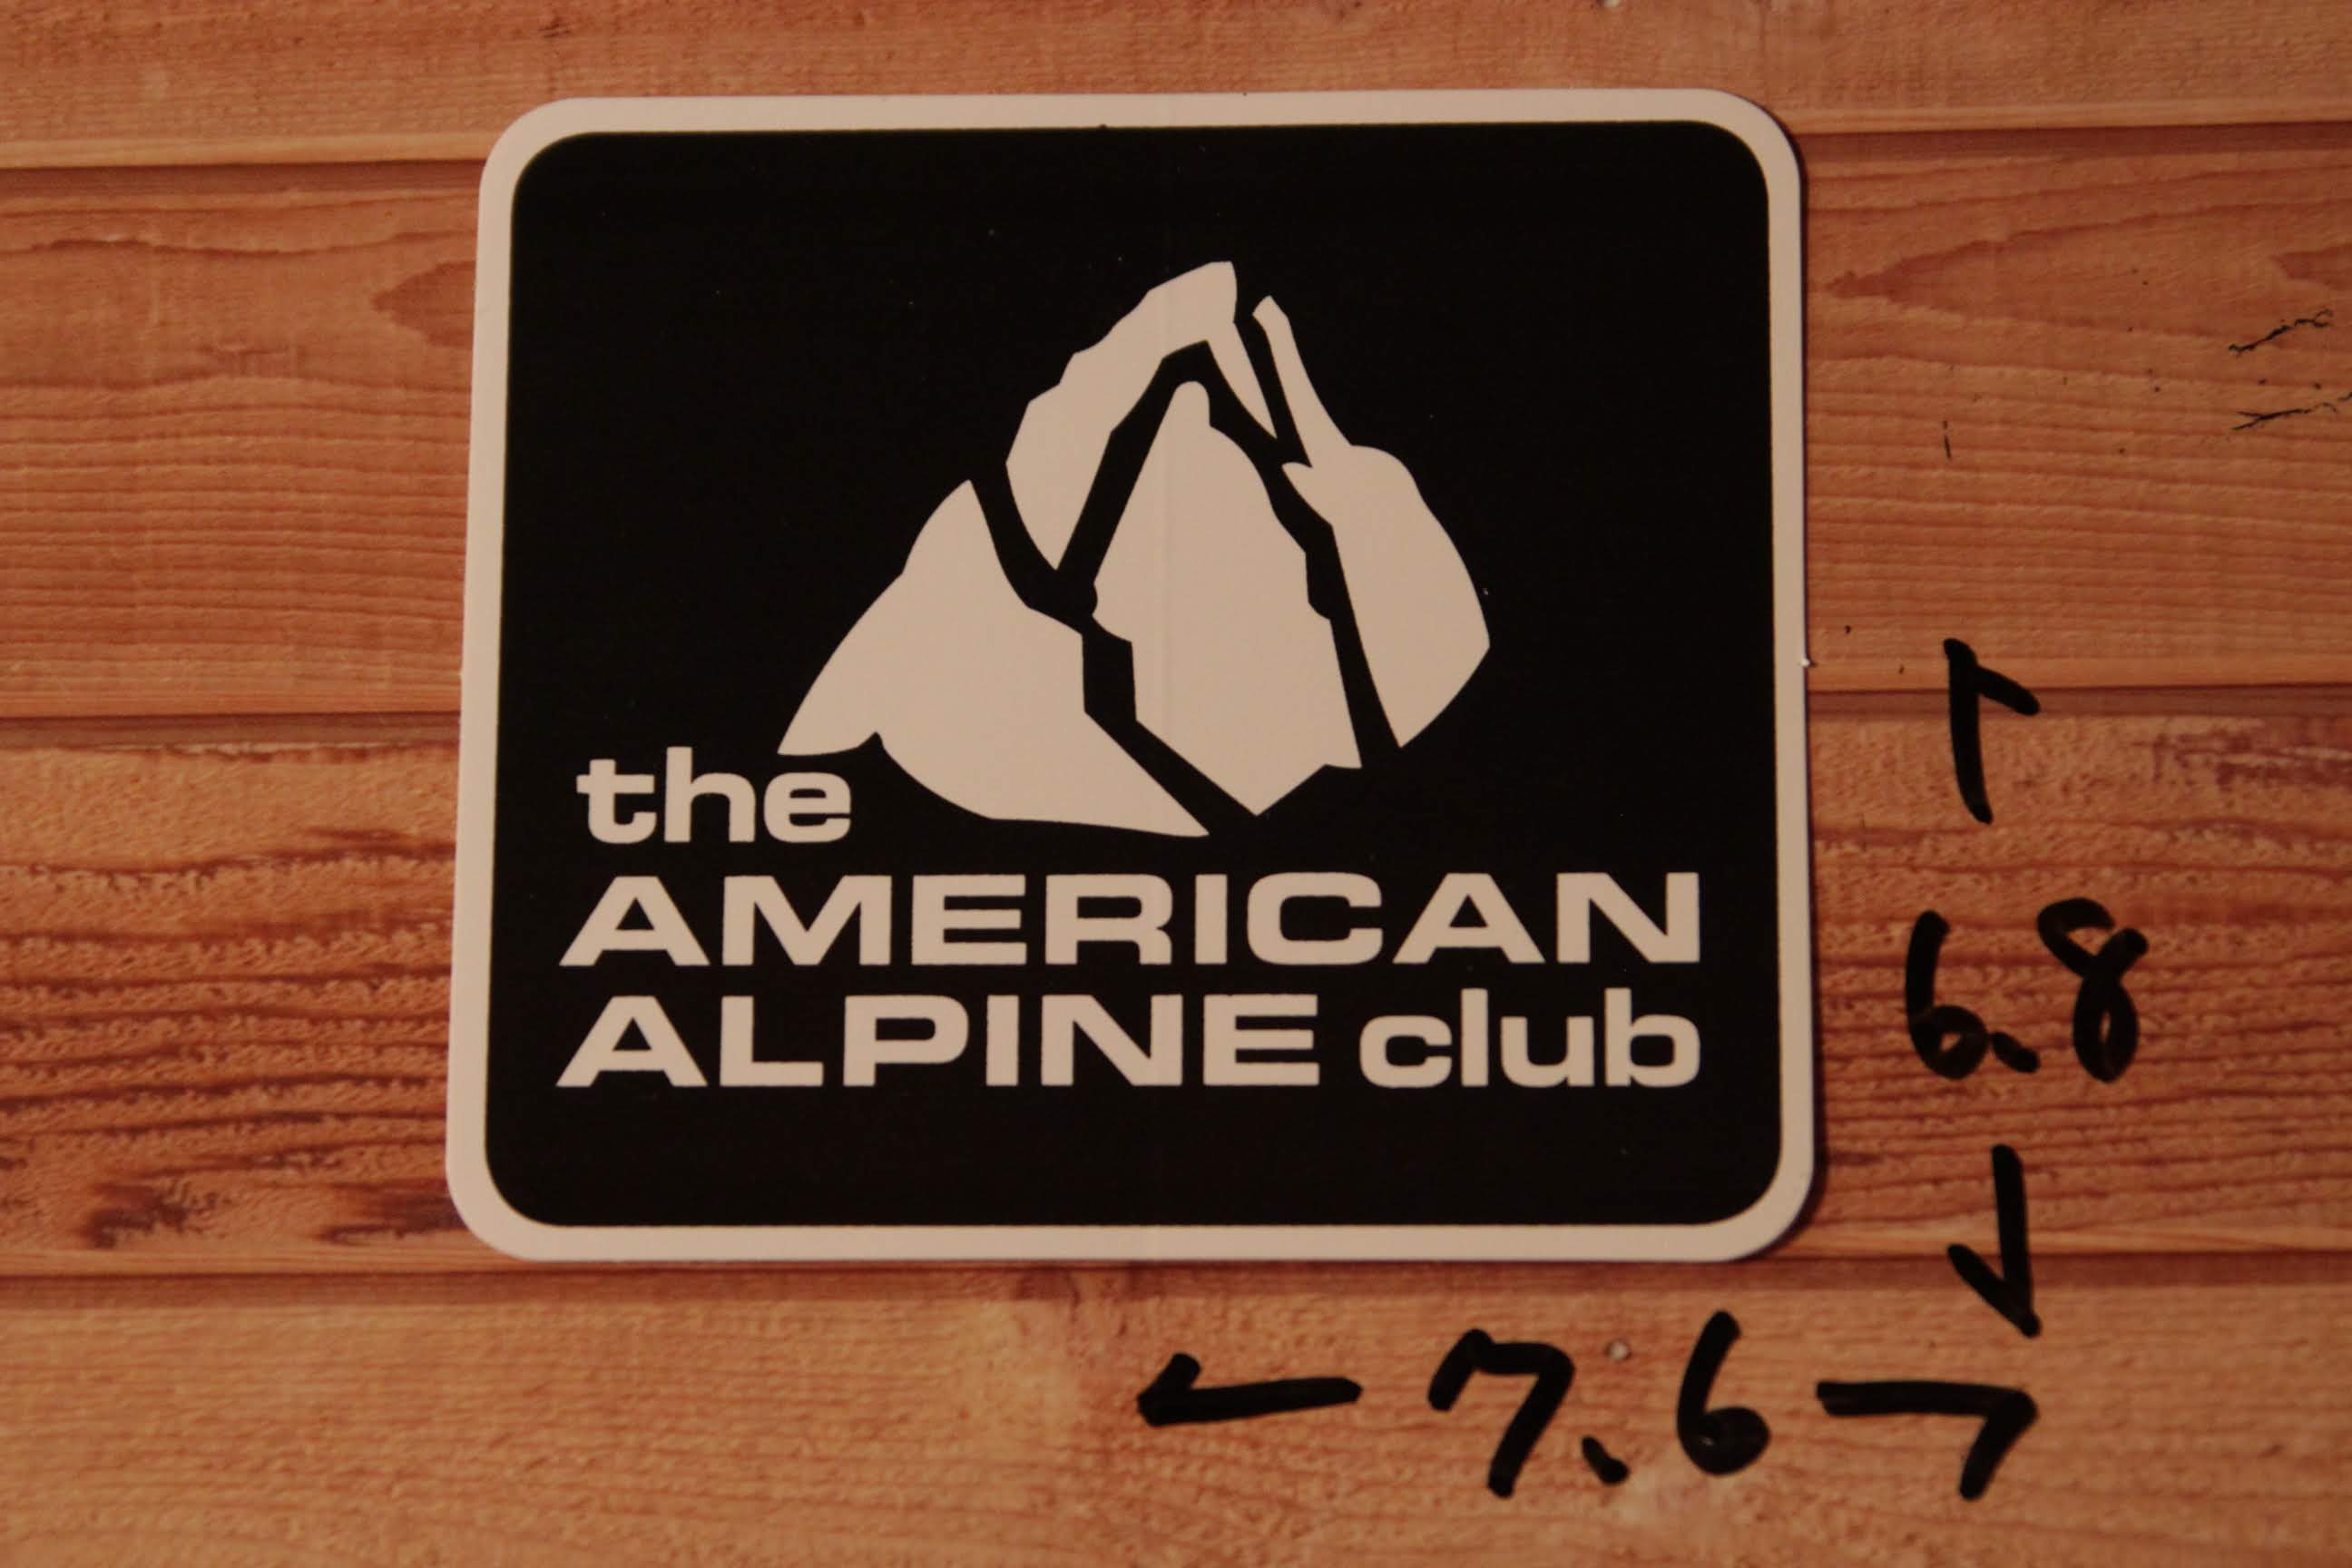 the
AMERICAN
ALPINE club
6.8
7.6